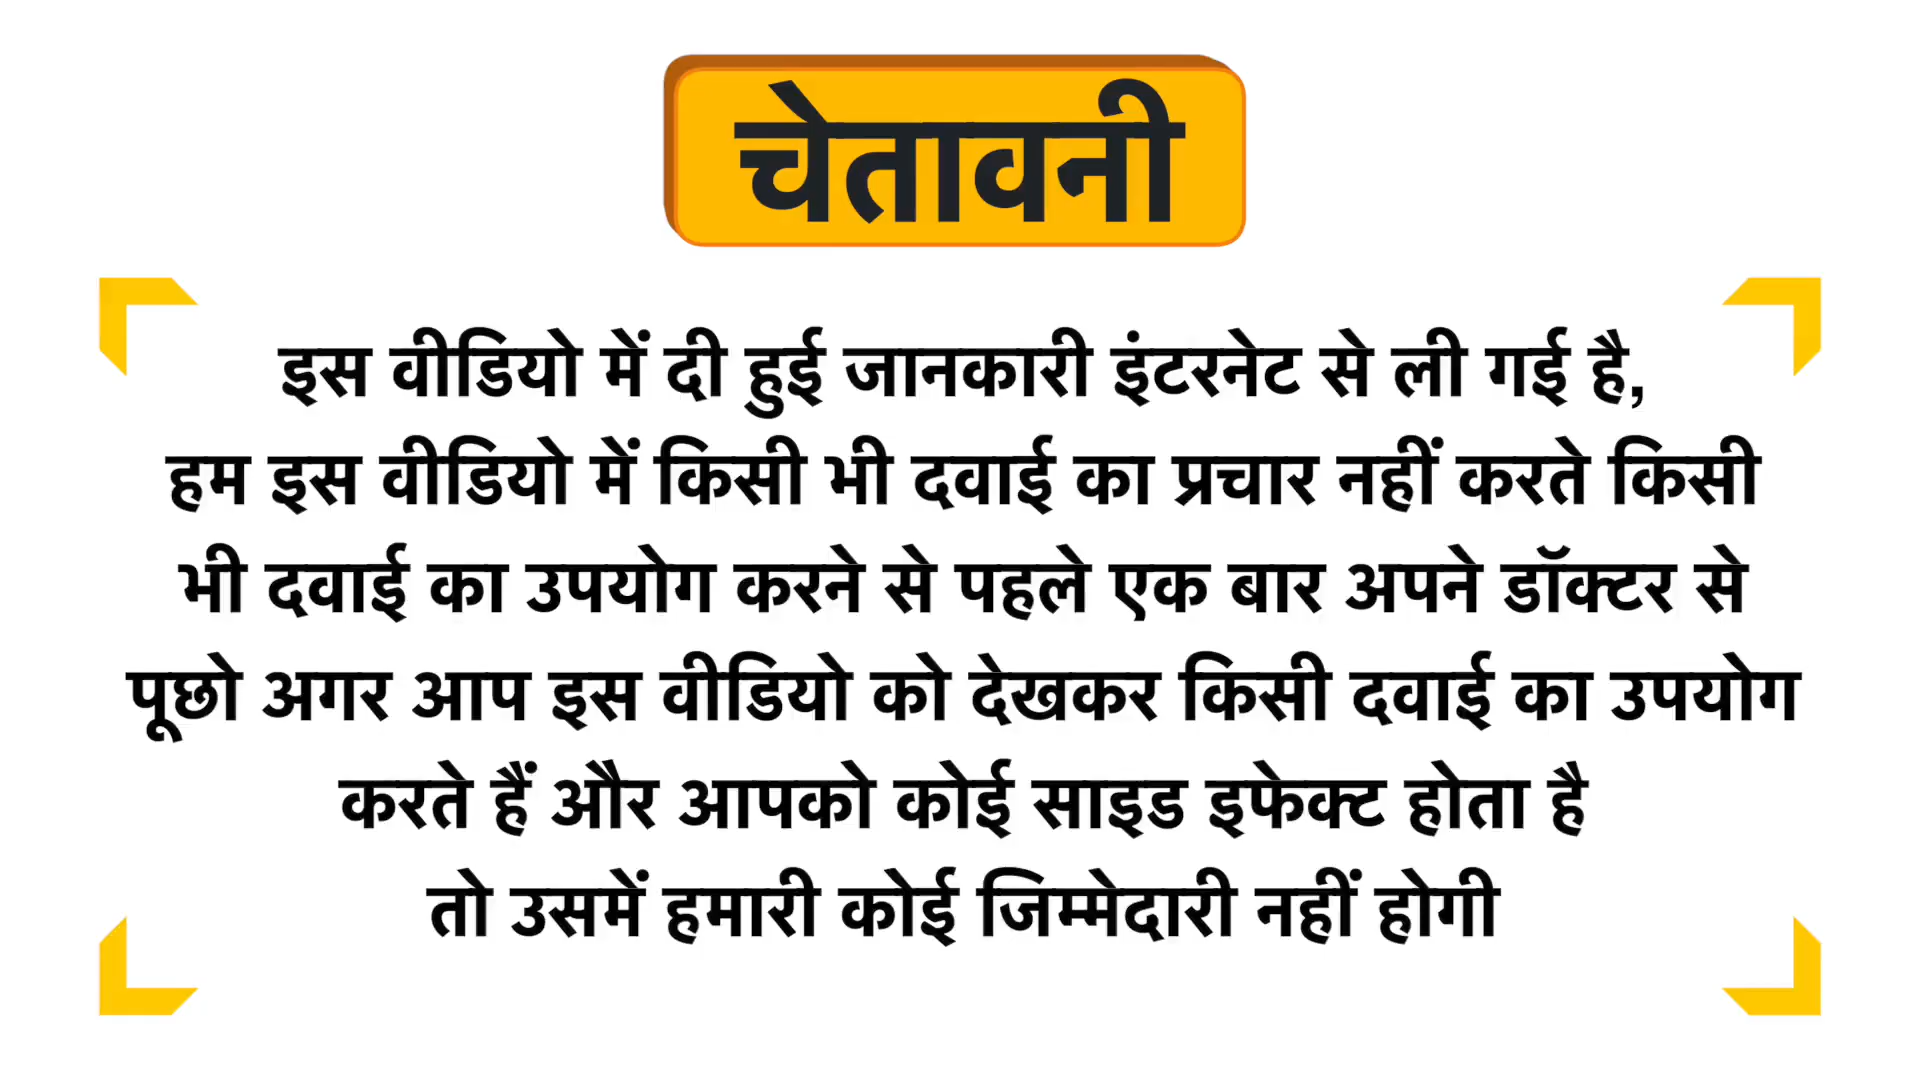 चेतावनी
इस वीडियो में दी हुई जानकारी इंटरनेट से ली गई है,
हम इस वीडियो में किसी भी दवाई का प्रचार नहीं करते किसी
भी दवाई का उपयोग करने से पहले एक बार अपने डॉक्टर से
पूछो अगर आप इस वीडियो को देखकर किसी दवाई का उपयोग
करते हैं और आपको कोई साइड इफेक्ट होता है
तो उसमें हमारी कोई जिम्मेदारी नहीं होगी